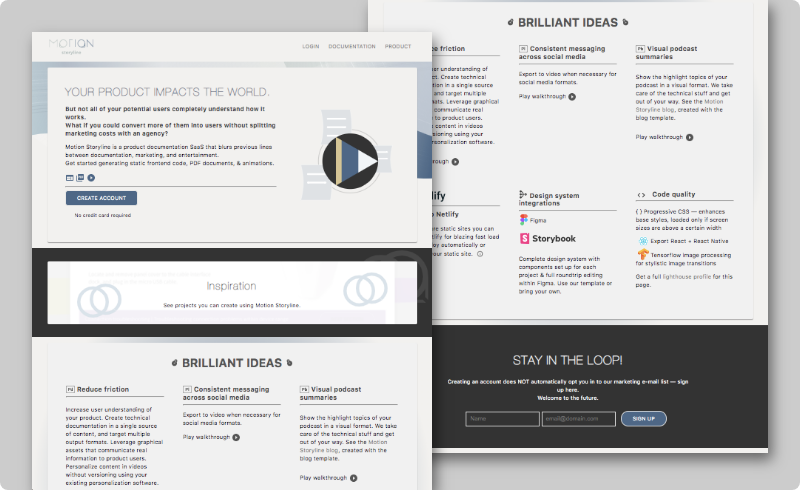 MOTION
storyline
LOGIN DOCUMENTATION PRODUCT
YOUR PRODUCT IMPACTS THE WORLD.
But not all of your potential users completely understand how it
works.
What if you could convert more of them into users without splitting
marketing costs with an agency?
Motion Storyline is a product documentation SaaS that blurs previous lines
between documentation, marketing, and entertainment.
Get started generating static frontend code, PDF documents, & animations.
CREATE ACCOUNT
No credit card required
Inspiration
See projects you can create using Motion Storyline.
BRILLIANT IDEAS
Reduce friction
Increase user understanding of
your product. Create technical
documentation in a single source
of content, and target multiple
output formats. Leverage graphical
assets that communicate real
information to product users.
Personalize content in videos
without versioning using your
existing personalization software.
Consistent messaging
across social media
Export to video when necessary for
social media formats.
Play walkthrough
Visual podcast
summaries
Show the highlight topics of your
podcast in a visual format. We take
care of the technical stuff and get
out of your way. See the Motion
Storyline blog, created with the
blog template.
Play walkthrough
BRILLIANT IDEAS
ce friction
er understanding of
t. Create technical
tion in a single source
, and target multiple
mats. Leverage graphical
communicate real
n to product users.
e content in videos
rsioning using your
rsonalization software.
through
Consistent messaging
across social media
Export to video when necessary for
social media formats.
Play walkthrough
Visual podcast
summaries
Show the highlight topics of your
podcast in a visual format. We take
care of the technical stuff and get
out of your way. See the Motion
Storyline blog, created with the
blog template.
Play walkthrough
lify
o Netlify
re static sites you can
tlify for blazing fast load
oy automatically or
your static site.
Design system
integrations
Figma
Storybook
Complete design system with
components set up for each
project & full roundtrip editing
within Figma. Use our template or
bring your own.
Code quality
{ } Progressive CSS — enhances
base styles, loaded only if screen
sizes are above a certain width
Export React + React Native
Tensorflow image processing
for stylistic image transitions
Get a full lighthouse profile for this
page.
STAY IN THE LOOP!
Creating an account does NOT automatically opt you in to our marketing e-mail list — sign
up here.
Welcome to the future.
Name email@domain.com SIGN UP